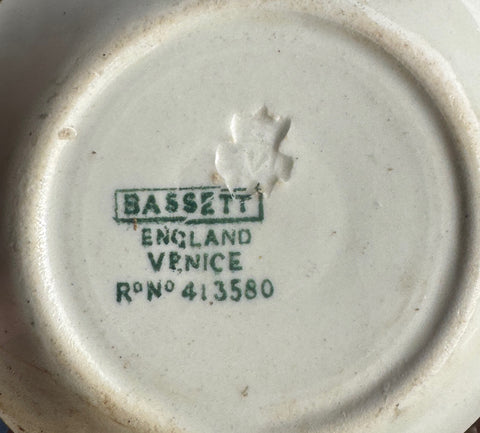 BASSETT
ENGLAND
VENICE
Rᴰ Nº 413580